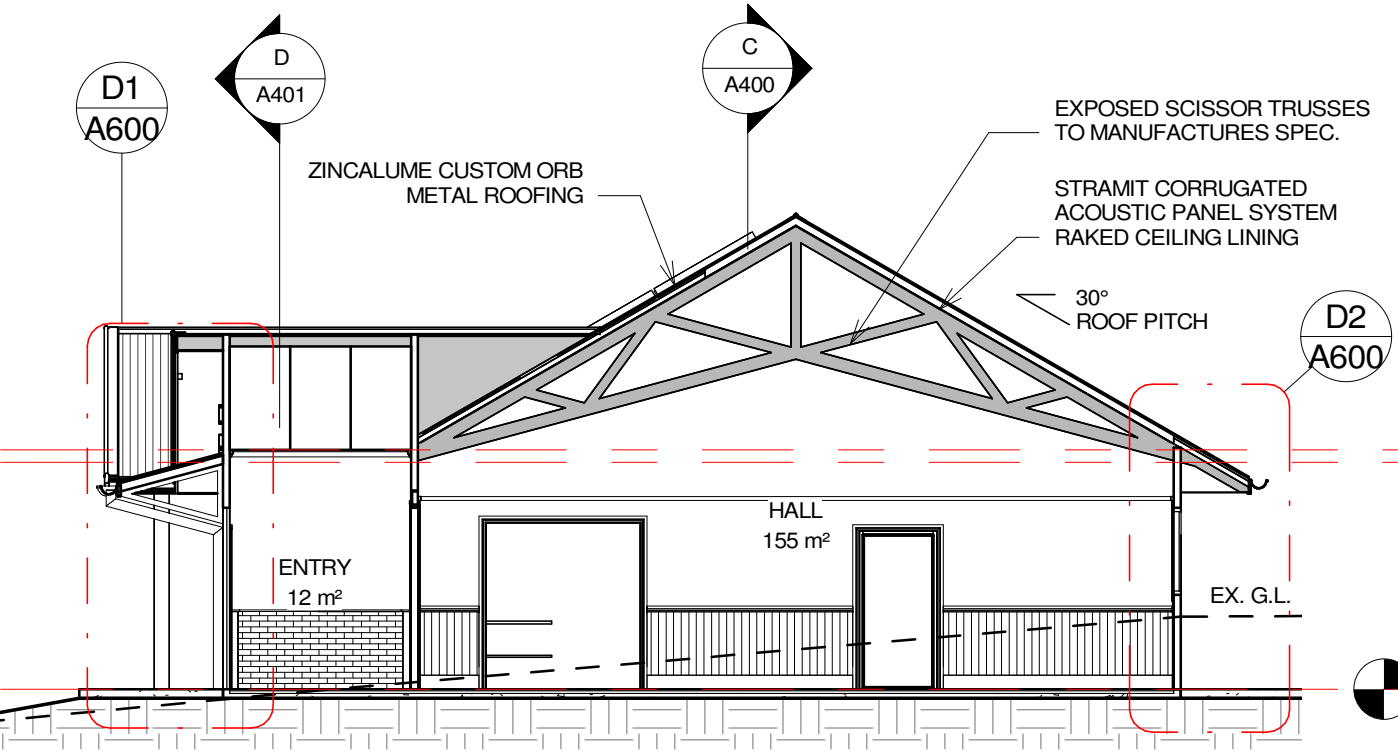 D1
A600
D
A401
C
A400
ZINCALUME CUSTOM ORB
METAL ROOFING
EXPOSED SCISSOR TRUSSES
TO MANUFACTURES SPEC.
STRAMIT CORRUGATED
ACOUSTIC PANEL SYSTEM
RAKED CEILING LINING
30°
ROOF PITCH
D2
A600
HALL
155 m²
ENTRY
12 m²
EX. G.L.